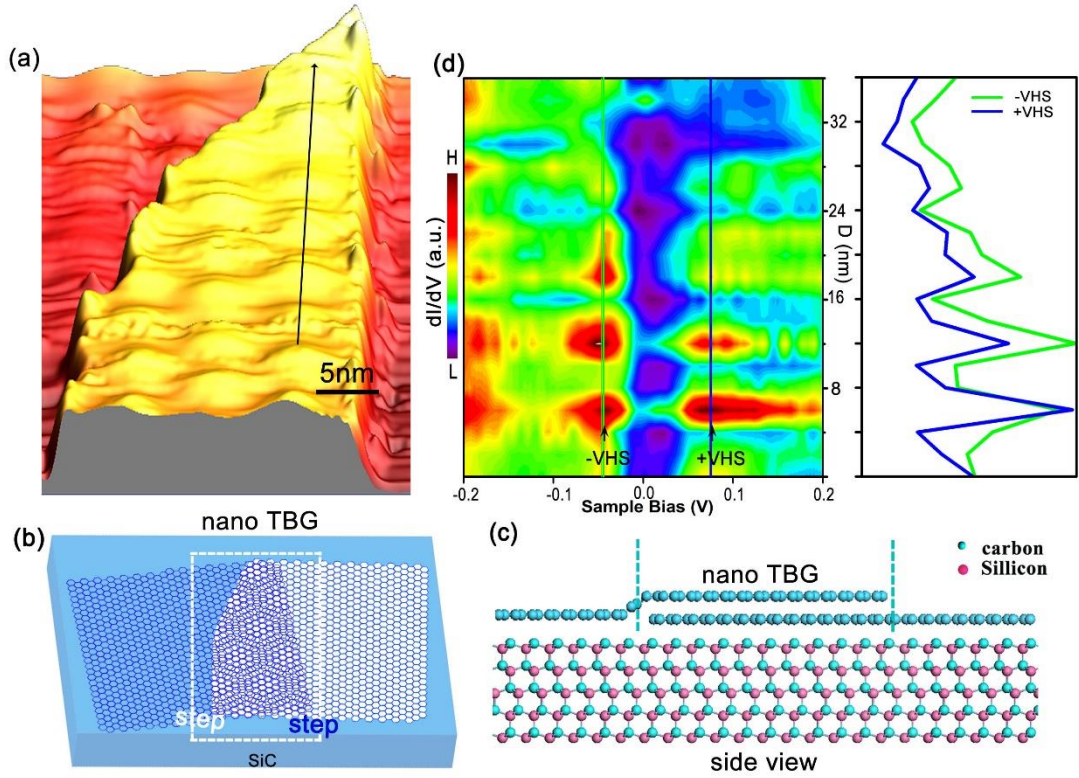 (a)
5nm
(d)
H
dI/dV (a.u.)
L
-VHS
+VHS
-0.2
-0.1
0.0
0.1
0.2
Sample Bias (V)
32
24
16
8
D (nm)
-VHS
+VHS
nano TBG
(b)
step
step
SiC
(c)
carbon
Sillicon
nano TBG
side view